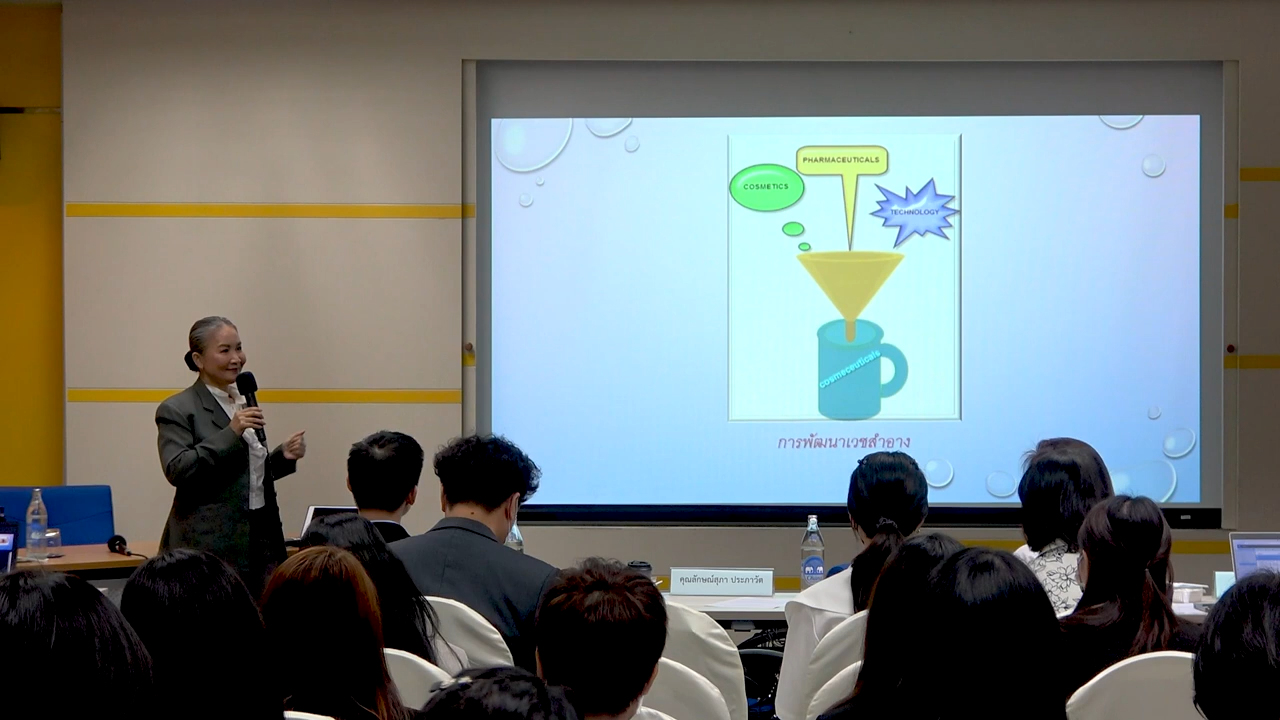 PHARMACEUTICALS
COSMETICS
TECHNOLOGY
cosmeceuticals
การพัฒนาเวชสำอาง
คุณลักษณ์สุภา ประภาวัต